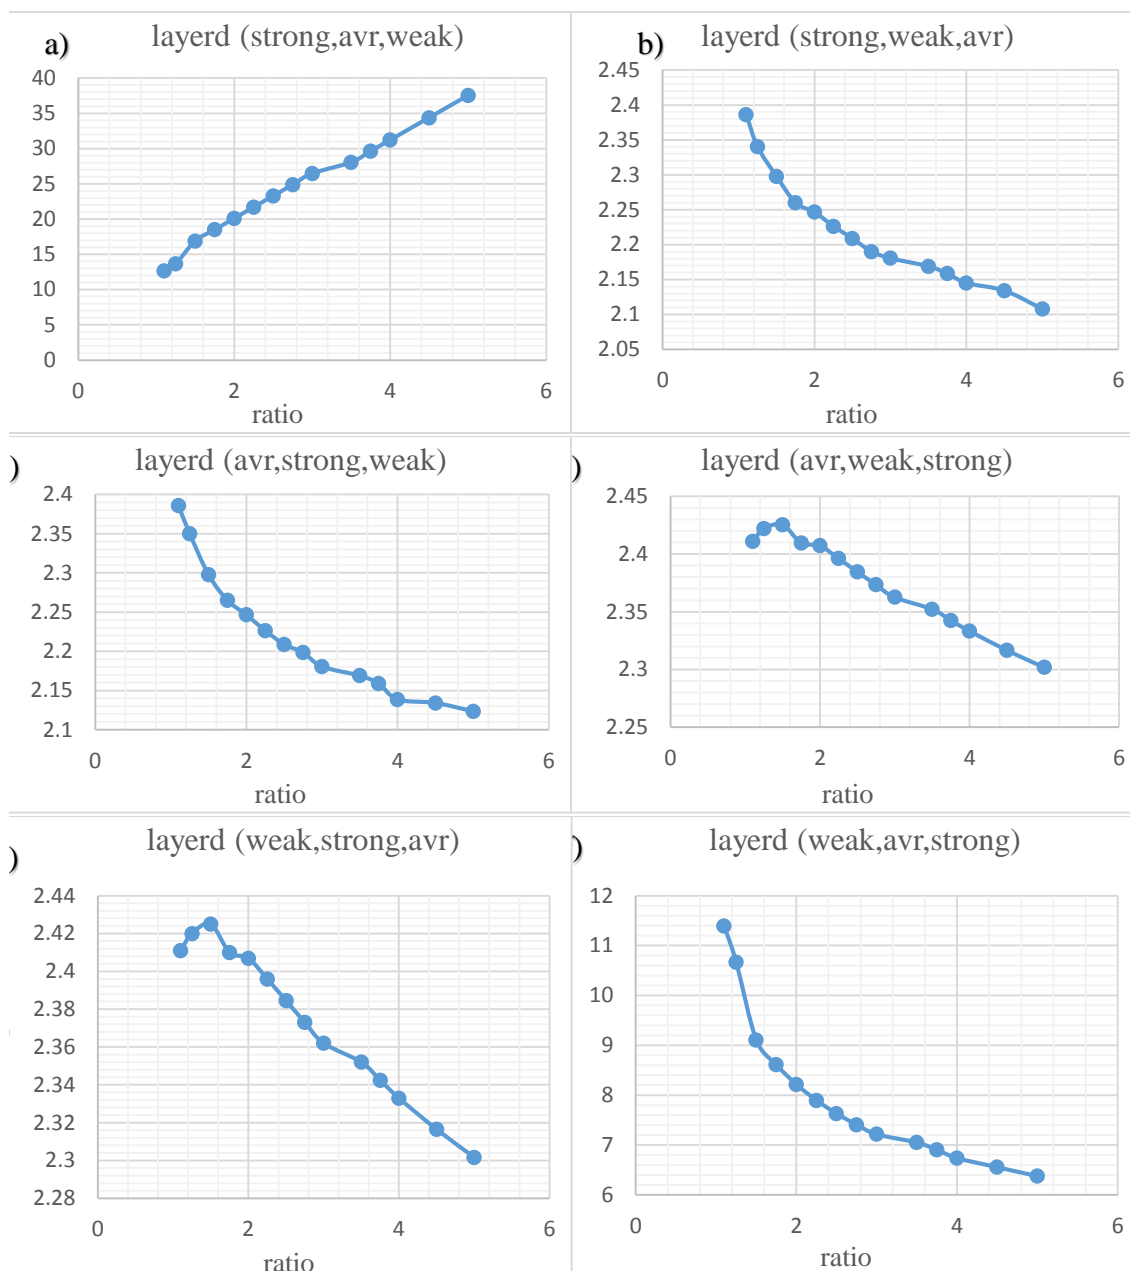 a)
layerd (strong,avr,weak)
40
35
30
25
20
15
10
5
0
0 2 4 6
ratio
b)
layerd (strong,weak,avr)
2.45
2.4
2.35
2.3
2.25
2.2
2.15
2.1
2.05
0 2 4 6
ratio
)
layerd (avr,strong,weak)
2.4
2.35
2.3
2.25
2.2
2.15
2.1
0 2 4 6
ratio
)
layerd (avr,weak,strong)
2.45
2.4
2.35
2.3
2.25
0 2 4 6
ratio
)
layerd (weak,strong,avr)
2.44
2.42
2.4
2.38
2.36
2.34
2.32
2.3
2.28
0 2 4 6
ratio
)
layerd (weak,avr,strong)
12
11
10
9
8
7
6
0 2 4 6
ratio